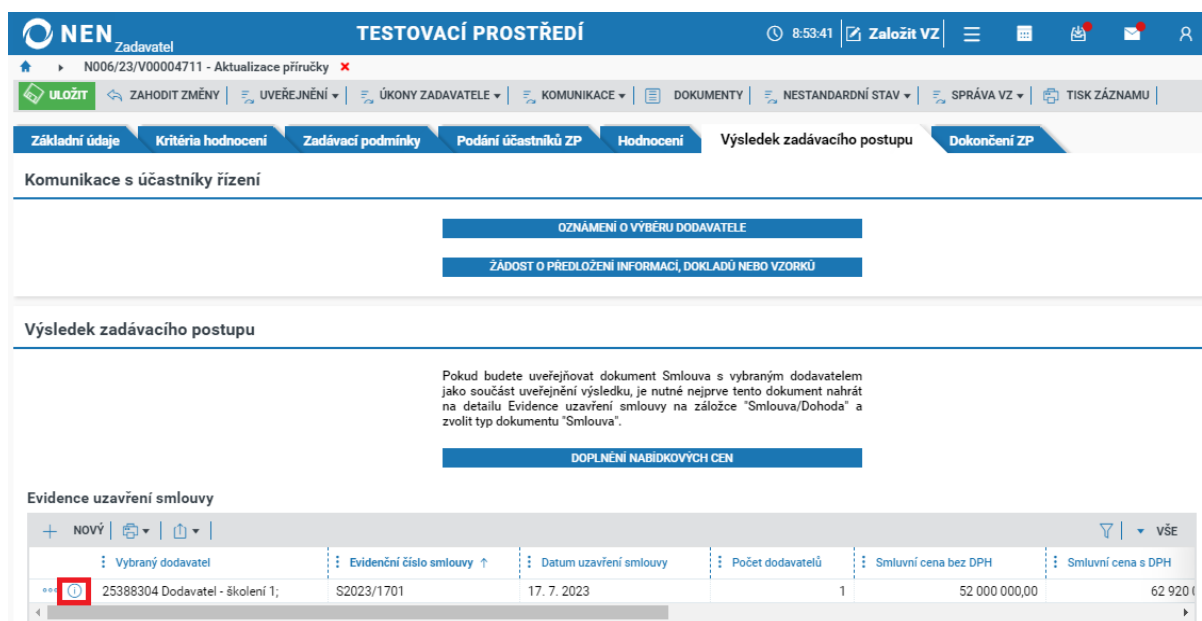 NEN Zadavatel TESTOVACÍ PROSTŘEDÍ 8:53:41 Založit VZ
N006/23/V00004711 - Aktualizace příručky
ULOŽIT ZAHODIT ZMĚNY UVEŘEJNĚNÍ ÚKONY ZADAVATELE KOMUNIKACE DOKUMENTY NESTANDARDNÍ STAV SPRÁVA VZ TISK ZÁZNAMU
Základní údaje Kritéria hodnocení Zadávací podmínky Podání účastníků ZP Hodnocení Výsledek zadávacího postupu Dokončení ZP
Komunikace s účastníky řízení
OZNÁMENÍ O VÝBĚRU DODAVATELE
ŽÁDOST O PŘEDLOŽENÍ INFORMACÍ, DOKLADŮ NEBO VZORKŮ
Výsledek zadávacího postupu
Pokud budete uveřejňovat dokument Smlouva s vybraným dodavatelem
jako součást uveřejnění výsledku, je nutné nejprve tento dokument nahrát
na detailu Evidence uzavření smlouvy na záložce "Smlouva/Dohoda" a
zvolit typ dokumentu "Smlouva".
DOPLNĚNÍ NABÍDKOVÝCH CEN
Evidence uzavření smlouvy
NOVÝ VŠE
Vybraný dodavatel Evidenční číslo smlouvy ↑ Datum uzavření smlouvy Počet dodavatelů Smluvní cena bez DPH Smluvní cena s DPH
25388304 Dodavatel - školení 1; S2023/1701 17. 7. 2023 1 52 000 000,00 62 920